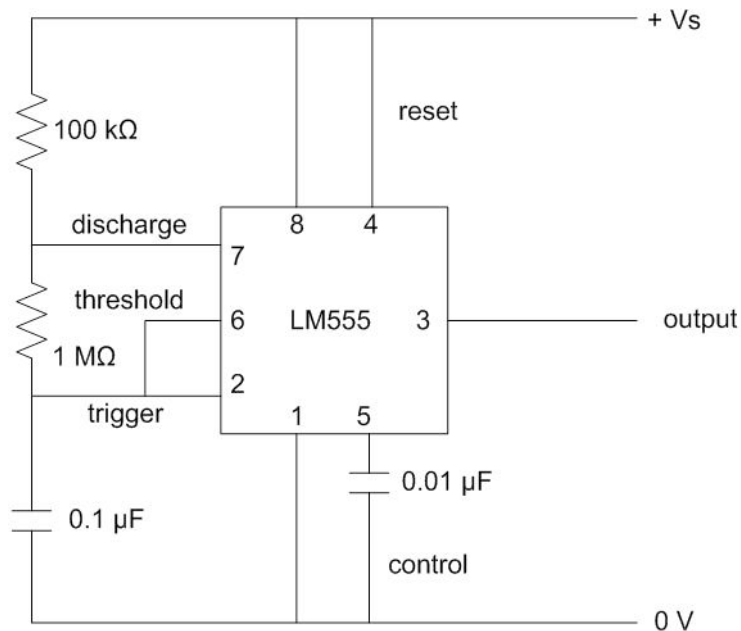 + Vs
reset
100 kΩ
discharge
8
4
7
threshold
6
LM555
3
output
1 MΩ
2
trigger
1
5
0.01 µF
0.1 µF
control
0 V